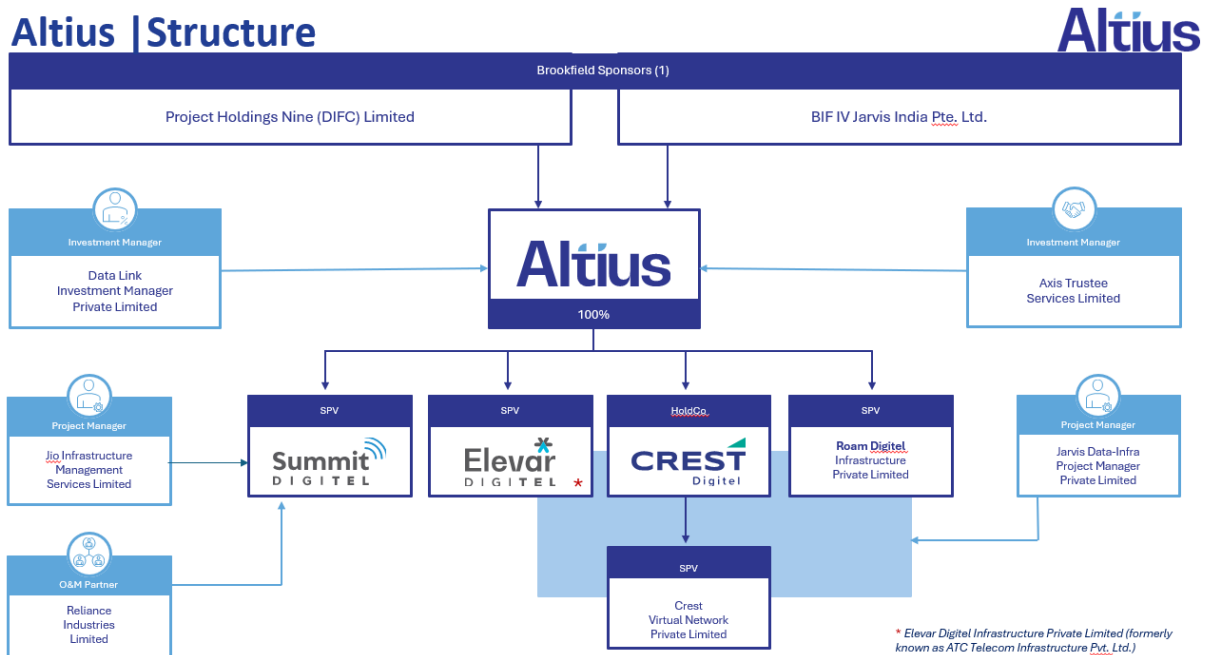 Altius |Structure
Altius
Brookfield Sponsors (1)
Project Holdings Nine (DIFC) Limited
BIF IV Jarvis India Pte. Ltd.
Investment Manager
Data Link
Investment Manager
Private Limited
Altius
100%
Investment Manager
Axis Trustee
Services Limited
Project Manager
Jio Infrastructure
Management
Services Limited
SPV
Summit
DIGITEL
SPV
Elevar
DIGITEL *
HoldCo
CREST
Digitel
SPV
Roam Digitel
Infrastructure
Private Limited
Project Manager
Jarvis Data-Infra
Project Manager
Private Limited
O&M Partner
Reliance
Industries
Limited
SPV
Crest
Virtual Network
Private Limited
* Elevar Digitel Infrastructure Private Limited (formerly
known as ATC Telecom Infrastructure Pvt. Ltd.)